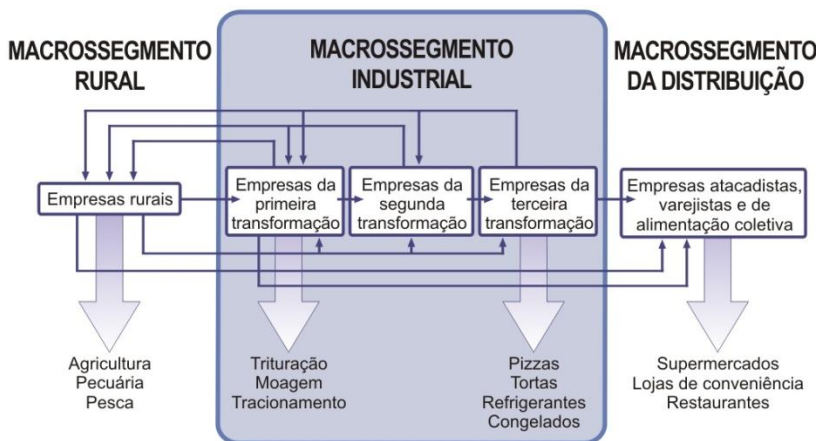 MACROSSEGMENTO
RURAL
MACROSSEGMENTO
INDUSTRIAL
MACROSSEGMENTO
DA DISTRIBUIÇÃO
Empresas rurais
Empresas da
primeira
transformação
Empresas da
segunda
transformação
Empresas da
terceira
transformação
Empresas atacadistas,
varejistas e de
alimentação coletiva
Agricultura
Pecuária
Pesca
Trituração
Moagem
Tracionamento
Pizzas
Tortas
Refrigerantes
Congelados
Supermercados
Lojas de conveniência
Restaurantes